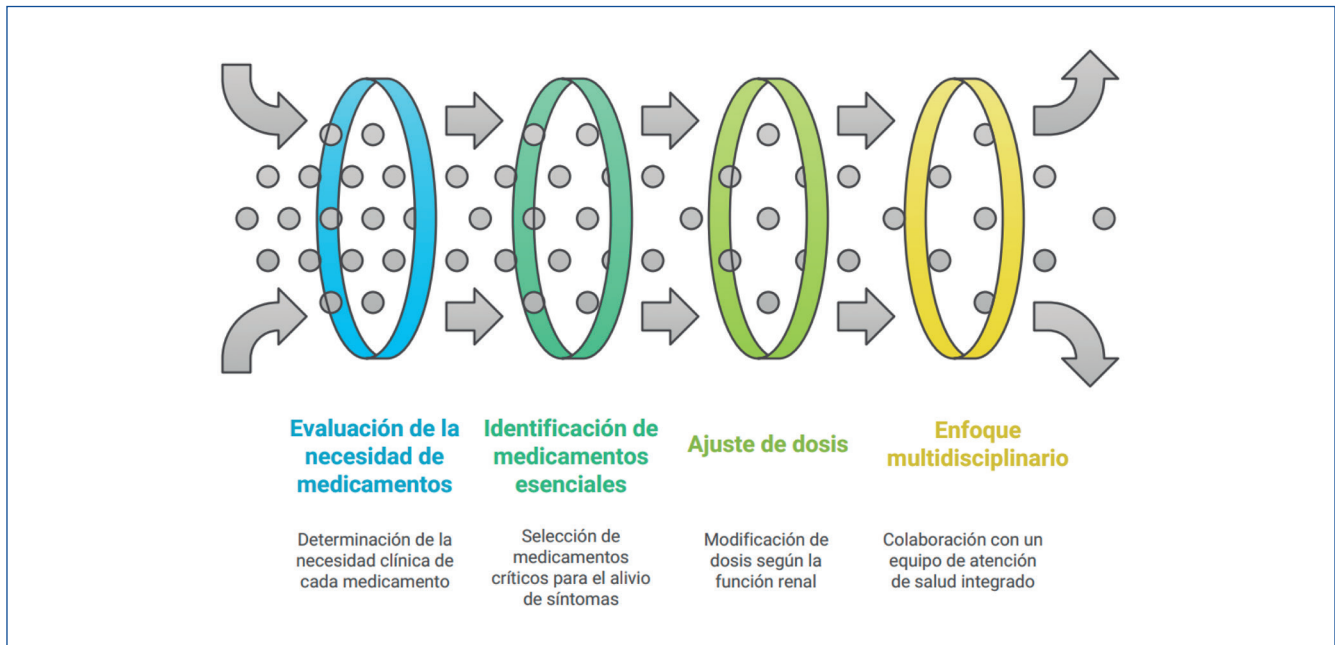 Evaluación de la
necesidad de
medicamentos
Determinación de la
necesidad clínica de
cada medicamento
Identificación de
medicamentos
esenciales
Selección de
medicamentos
críticos para el alivio
de síntomas
Ajuste de dosis
Modificación de
dosis según la
función renal
Enfoque
multidisciplinario
Colaboración con un
equipo de atención
de salud integrado